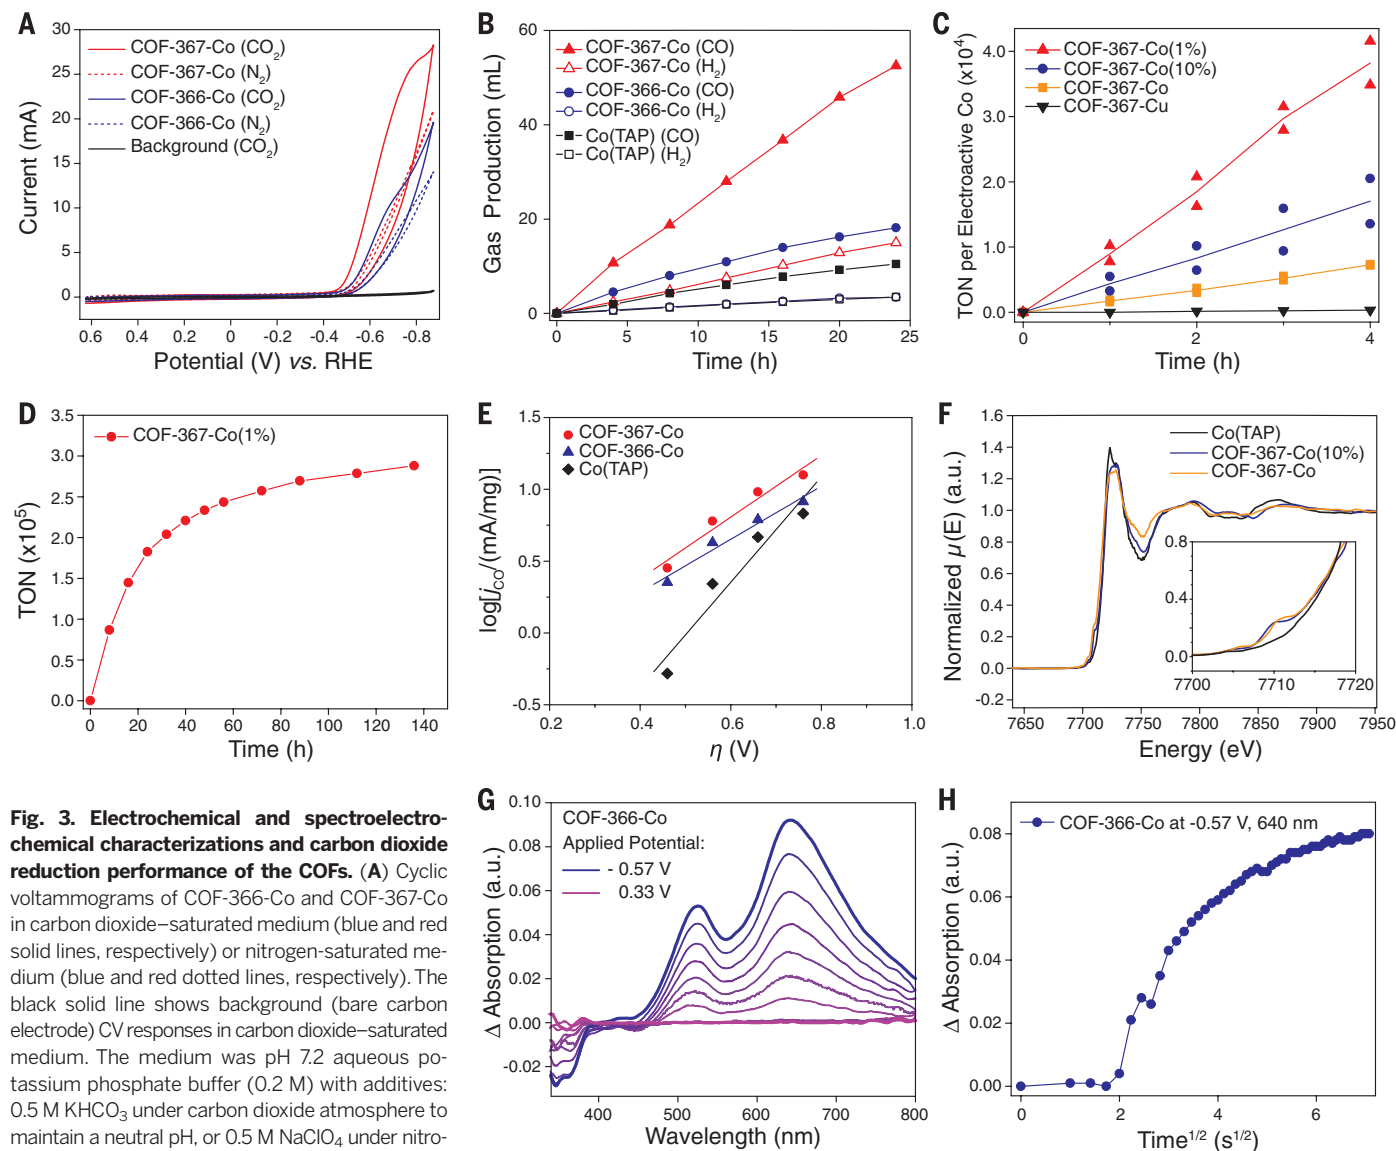 A
30
25
20
15
10
5
0
0.6 0.4 0.2 0 -0.2 -0.4 -0.6 -0.8
Current (mA)
Potential (V) vs. RHE
COF-367-Co (CO2)
COF-367-Co (N2)
COF-366-Co (CO2)
COF-366-Co (N2)
Background (CO2)
B
60
40
20
0
0 5 10 15 20 25
Gas Production (mL)
Time (h)
COF-367-Co (CO)
COF-367-Co (H2)
COF-366-Co (CO)
COF-366-Co (H2)
Co(TAP) (CO)
Co(TAP) (H2)
C
4.0
3.0
2.0
1.0
0.0
0 1 2 3 4
TON per Electroactive Co (x10^4)
Time (h)
COF-367-Co(1%)
COF-367-Co(10%)
COF-367-Co
COF-367-Cu
D
3.5
3.0
2.5
2.0
1.5
1.0
0.5
0.0
0 20 40 60 80 100 120 140
TON (x10^5)
Time (h)
COF-367-Co(1%)
E
1.5
1.0
0.5
0.0
-0.5
0.2 0.4 0.6 0.8 1.0
log[jCO/(mA/mg)]
η (V)
COF-367-Co
COF-366-Co
Co(TAP)
F
1.6
1.4
1.2
1.0
0.8
0.6
0.4
0.2
0.0
-0.2
7650 7700 7750 7800 7850 7900 7950
Normalized μ(E) (a.u.)
Energy (eV)
Co(TAP)
COF-367-Co(10%)
COF-367-Co
0.8
0.4
0.0
7700 7710 7720
Fig. 3. Electrochemical and spectroelectro-
chemical characterizations and carbon dioxide
reduction performance of the COFs. (A) Cyclic
voltammograms of COF-366-Co and COF-367-Co
in carbon dioxide–saturated medium (blue and red
solid lines, respectively) or nitrogen-saturated me-
dium (blue and red dotted lines, respectively). The
black solid line shows background (bare carbon
electrode) CV responses in carbon dioxide–saturated
medium. The medium was pH 7.2 aqueous po-
tassium phosphate buffer (0.2 M) with additives:
0.5 M KHCO3 under carbon dioxide atmosphere to
maintain a neutral pH, or 0.5 M NaClO4 under nitro-
G
0.10
0.08
0.06
0.04
0.02
0.00
-0.02
400 500 600 700 800
Δ Absorption (a.u.)
Wavelength (nm)
COF-366-Co
Applied Potential:
- 0.57 V
0.33 V
H
0.08
0.06
0.04
0.02
0.00
0 2 4 6
Δ Absorption (a.u.)
Time^1/2 (s^1/2)
COF-366-Co at -0.57 V, 640 nm